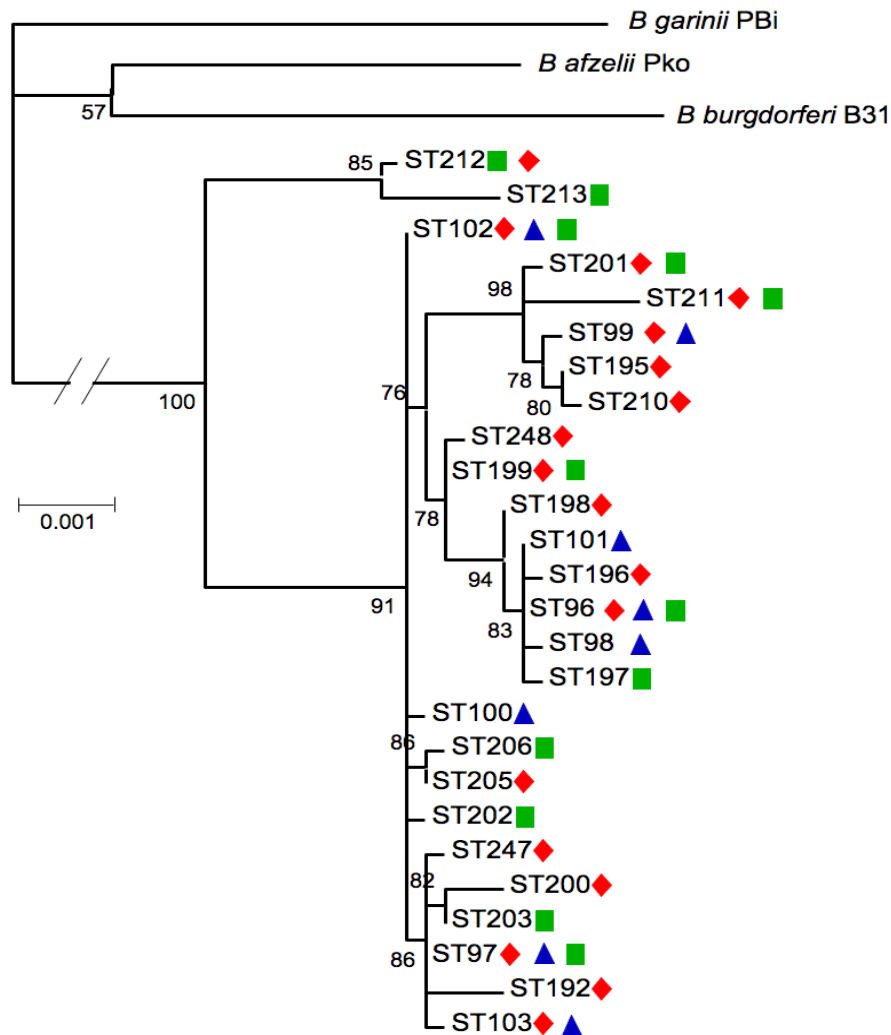 B garinii PBi
B afzelii Pko
57
B burgdorferi B31
85
ST212
ST213
ST102
ST201
98
ST211
ST99
ST195
78
76
80
ST210
100
ST248
ST199
0.001
78
ST198
ST101
94
ST196
91
ST96
83
ST98
ST197
ST100
86
ST206
ST205
ST202
ST247
82
ST200
ST203
ST97
86
ST192
ST103